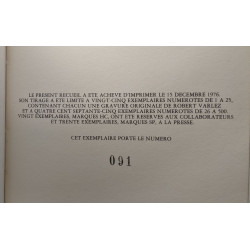 LE PRESENT RECUEIL A ETE ACHEVE D'IMPRIMER LE 15 DECEMBRE 1976.
SON TIRAGE A ETE LIMITE A VINGT-CINQ EXEMPLAIRES NUMEROTES DE 1 A 25,
CONTENANT CHACUN UNE GRAVURE ORIGINALE DE ROBERT VARLEZ
ET A QUATRE CENT SEPTANTE-CINQ EXEMPLAIRES NUMEROTES DE 26 A 500.
VINGT EXEMPLAIRES, MARQUES HC, ONT ETE RESERVES AUX COLLABORATEURS
ET TRENTE EXEMPLAIRES, MARQUES SP, A LA PRESSE.
CET EXEMPLAIRE PORTE LE NUMERO
091